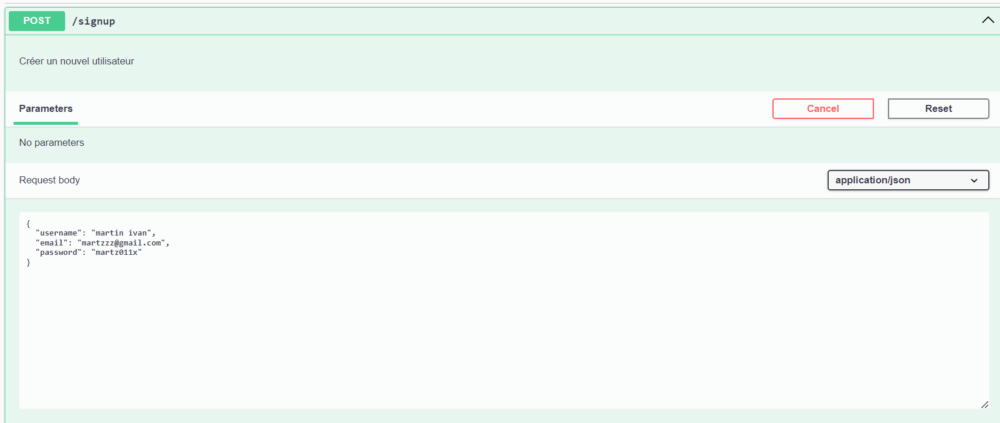 POST /signup
Créer un nouvel utilisateur
Parameters
Cancel
Reset
No parameters
Request body
application/json
{
"username": "martin ivan",
"email": "martzzz@gmail.com",
"password": "martz011x"
}